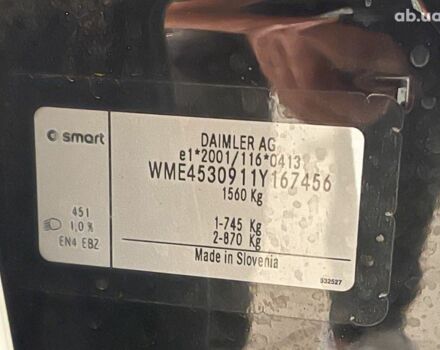 ab.ua
smart
DAIMLER AG
e1*2001/116*0413
WME4530911Y167456
1560 Kg
451
1,0%
EN4 EBZ
1-745 Kg
2-870 Kg
Made in Slovenia
532527